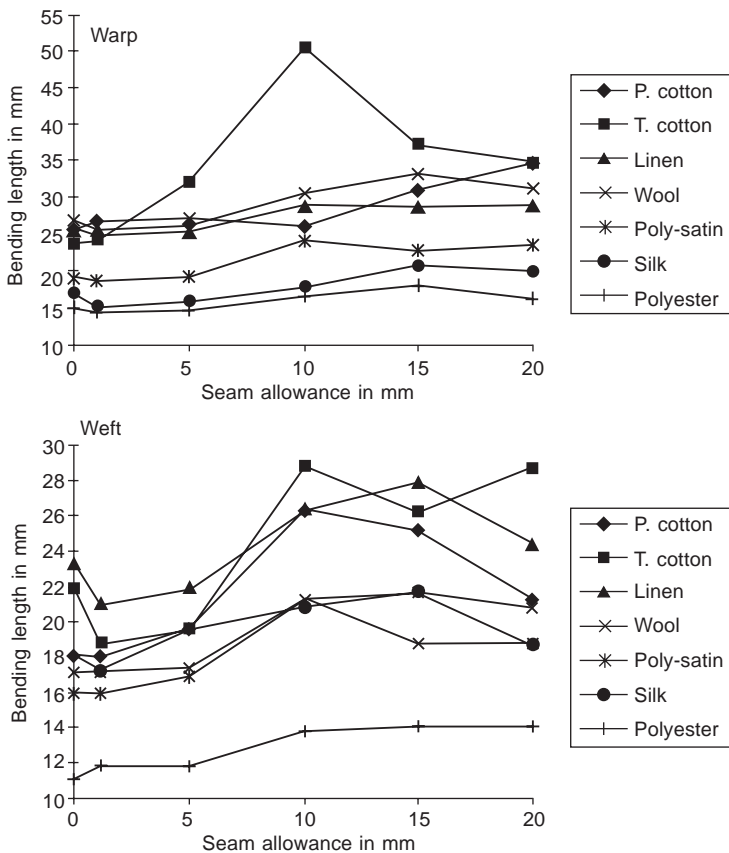 Warp
Bending length in mm
55
50
45
40
35
30
25
20
15
10
0
5
10
15
20
Seam allowance in mm
P. cotton
T. cotton
Linen
Wool
Poly-satin
Silk
Polyester
Weft
Bending length in mm
30
28
26
24
22
20
18
16
14
12
10
0
5
10
15
20
Seam allowance in mm
P. cotton
T. cotton
Linen
Wool
Poly-satin
Silk
Polyester